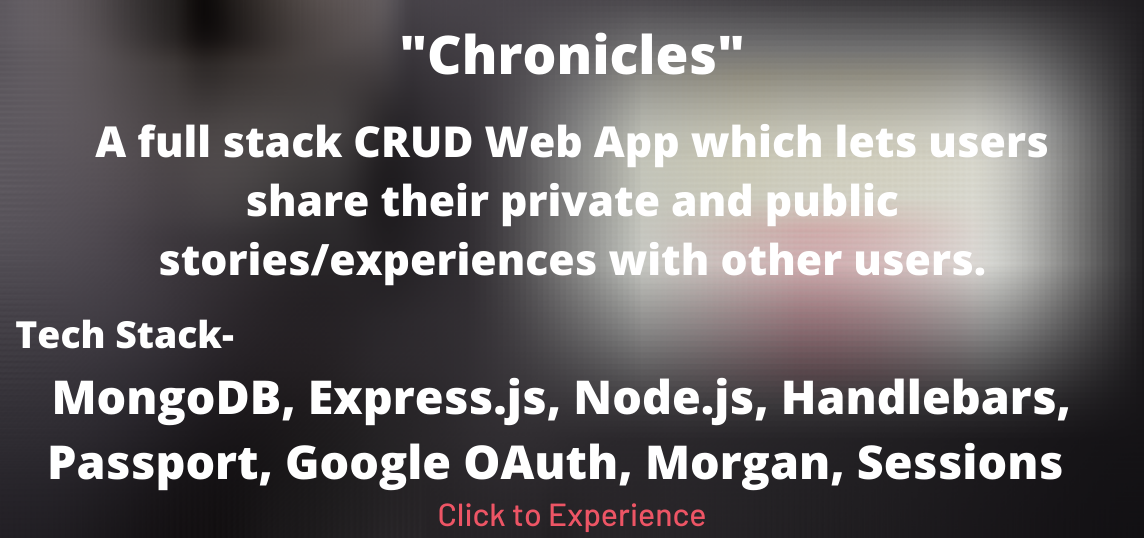 "Chronicles"
A full stack CRUD Web App which lets users
share their private and public
stories/experiences with other users.
Tech Stack-
MongoDB, Express.js, Node.js, Handlebars,
Passport, Google OAuth, Morgan, Sessions
Click to Experience